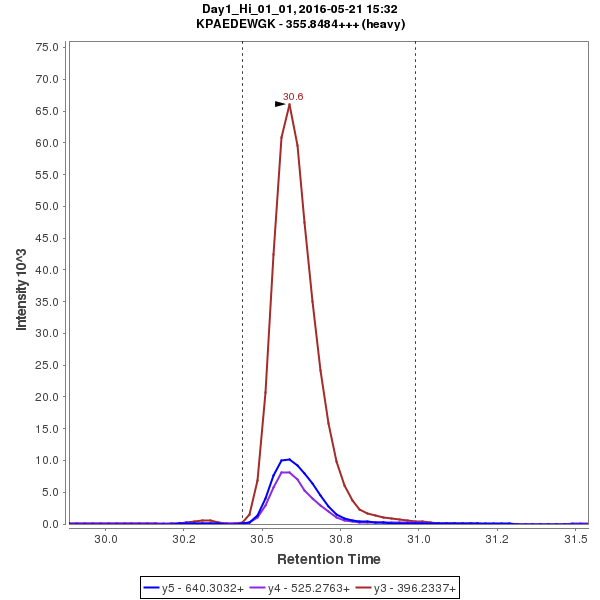 Day1_Hi_01_01, 2016-05-21 15:32
KPAEDEWGK - 355.8484+++ (heavy)
75.0
70.0
65.0
60.0
55.0
50.0
45.0
40.0
35.0
30.0
25.0
20.0
15.0
10.0
5.0
0.0
Intensity 10^3
30.6
30.0 30.2 30.5 30.8 31.0 31.2 31.5
Retention Time
y5 - 640.3032+ y4 - 525.2763+ y3 - 396.2337+